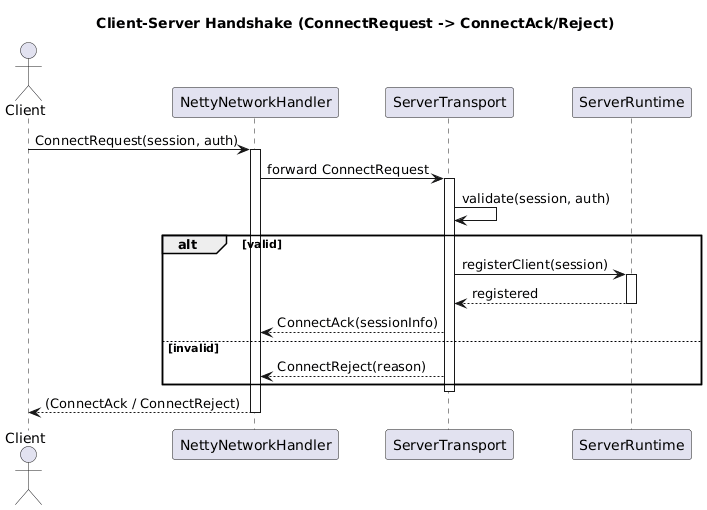 Client-Server Handshake (ConnectRequest -> ConnectAck/Reject)
Client
NettyNetworkHandler
ServerTransport
ServerRuntime
ConnectRequest(session, auth)
forward ConnectRequest
validate(session, auth)
alt
[valid]
registerClient(session)
registered
ConnectAck(sessionInfo)
[invalid]
ConnectReject(reason)
(ConnectAck / ConnectReject)
Client
NettyNetworkHandler
ServerTransport
ServerRuntime